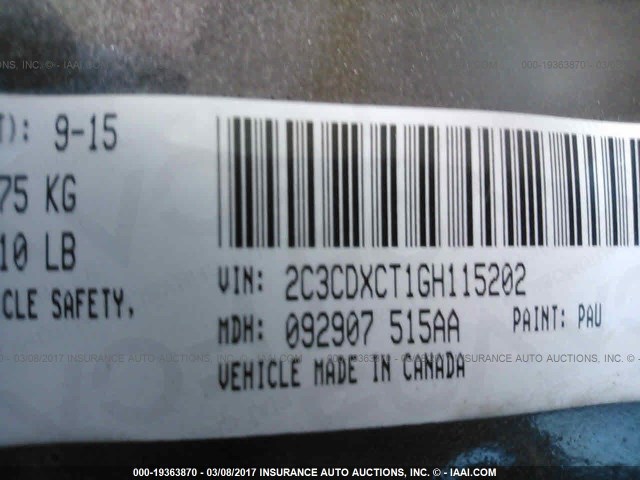 T): 9-15
75 KG
10 LB
CLE SAFETY.
VIN: 2C3CDXCT1GH115202
MDH: 092907 515AA PAINT: PAU
VEHICLE MADE IN CANADA
000-19363870 - 03/08/2017 INSURANCE AUTO AUCTIONS, INC. © - IAAI.COM